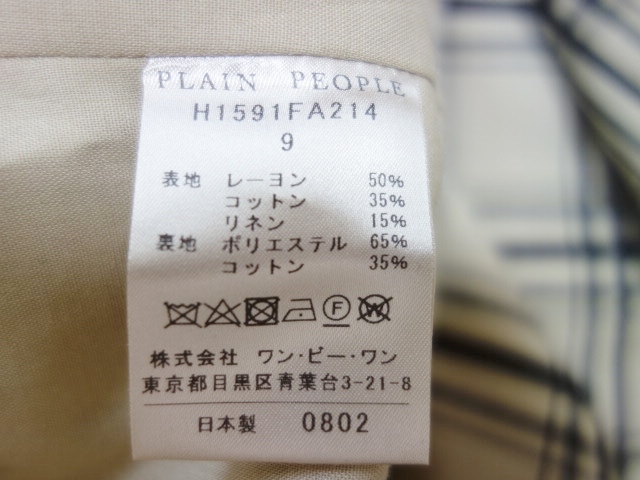 PLAIN PEOPLE
H1591FA214
9
表地 レーヨン 50%
コットン 35%
リネン 15%
裏地 ポリエステル 65%
コットン 35%
F W
株式会社 ワン・ビー・ワン
東京都目黒区青葉台3-21-8
日本製 0802